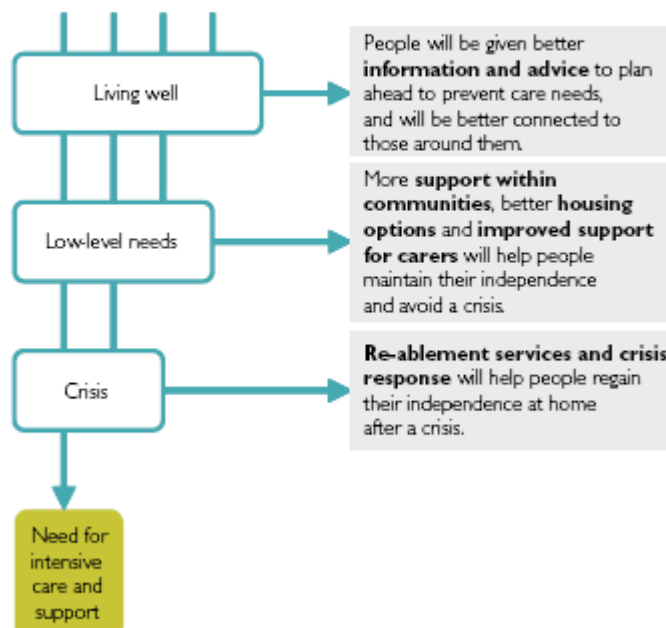 Living well
People will be given better
information and advice to plan
ahead to prevent care needs,
and will be better connected to
those around them.
Low-level needs
More support within
communities, better housing
options and improved support
for carers will help people
maintain their independence
and avoid a crisis.
Crisis
Re-ablement services and crisis
response will help people regain
their independence at home
after a crisis.
Need for
intensive
care and
support